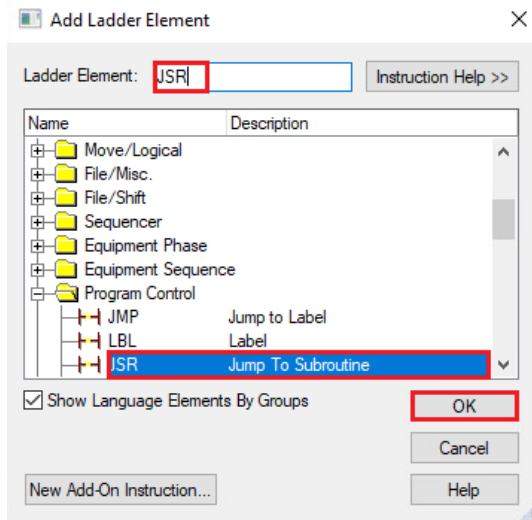 Add Ladder Element
Ladder Element: JSR Instruction Help >>
Name Description
Move/Logical
File/Misc.
File/Shift
Sequencer
Equipment Phase
Equipment Sequence
Program Control
JMP Jump to Label
LBL Label
JSR Jump To Subroutine
Show Language Elements By Groups
OK
Cancel
New Add-On Instruction... Help